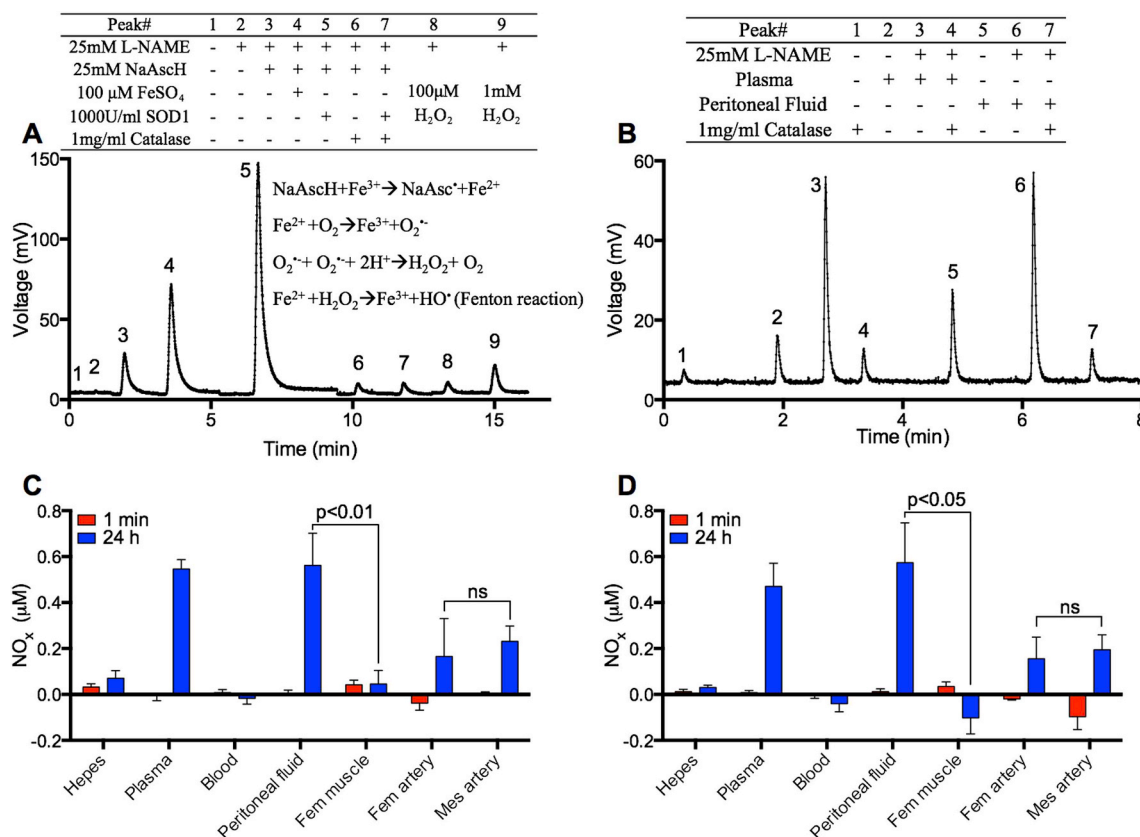 Peak# 1 2 3 4 5 6 7 8 9
25mM L-NAME - + + + + + + + +
25mM NaAscH - - + + + + +
100 μM FeSO4 - - - + - - - 100μM 1mM
1000U/ml SOD1 - - - - + - + H2O2 H2O2
1mg/ml Catalase - - - - - + +
A
150
100
50
0
Voltage (mV)
1 2 3 4 5 6 7 8 9
NaAscH+Fe3+→NaAsc•+Fe2+
Fe2+ +O2→Fe3++O2•-
O2•-+ O2•-+ 2H+→H2O2+ O2
Fe2+ +H2O2→Fe3++HO• (Fenton reaction)
0 5 10 15
Time (min)
Peak# 1 2 3 4 5 6 7
25mM L-NAME - - + + - + +
Plasma - + + + - - -
Peritoneal Fluid - - - - + + +
1mg/ml Catalase + - - + - - +
B
60
40
20
0
Voltage (mV)
1 2 3 4 5 6 7
0 2 4 6 8
Time (min)
C
1 min
24 h
p<0.01
ns
0.8
0.6
0.4
0.2
0.0
-0.2
NOx (μM)
Hepes
Plasma
Blood
Peritoneal fluid
Fem muscle
Fem artery
Mes artery
D
1 min
24 h
p<0.05
ns
0.8
0.6
0.4
0.2
0.0
-0.2
NOx (μM)
Hepes
Plasma
Blood
Peritoneal fluid
Fem muscle
Fem artery
Mes artery